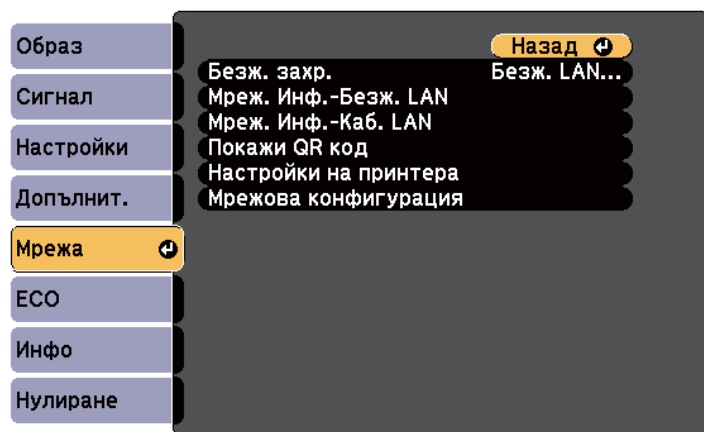 Образ
Сигнал
Настройки
Допълнит.
Мрежа
ECO
Инфо
Нулиране
Назад
Безж. захр. Безж. LAN...
Мреж. Инф.-Безж. LAN
Мреж. Инф.-Каб. LAN
Покажи QR код
Настройки на принтера
Мрежова конфигурация